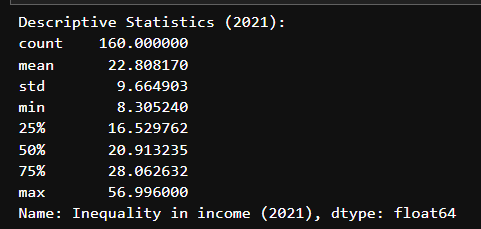 Descriptive Statistics (2021):
count    160.000000
mean      22.808170
std        9.664903
min        8.305240
25%       16.529762
50%       20.913235
75%       28.062632
max       56.996000
Name: Inequality in income (2021), dtype: float64